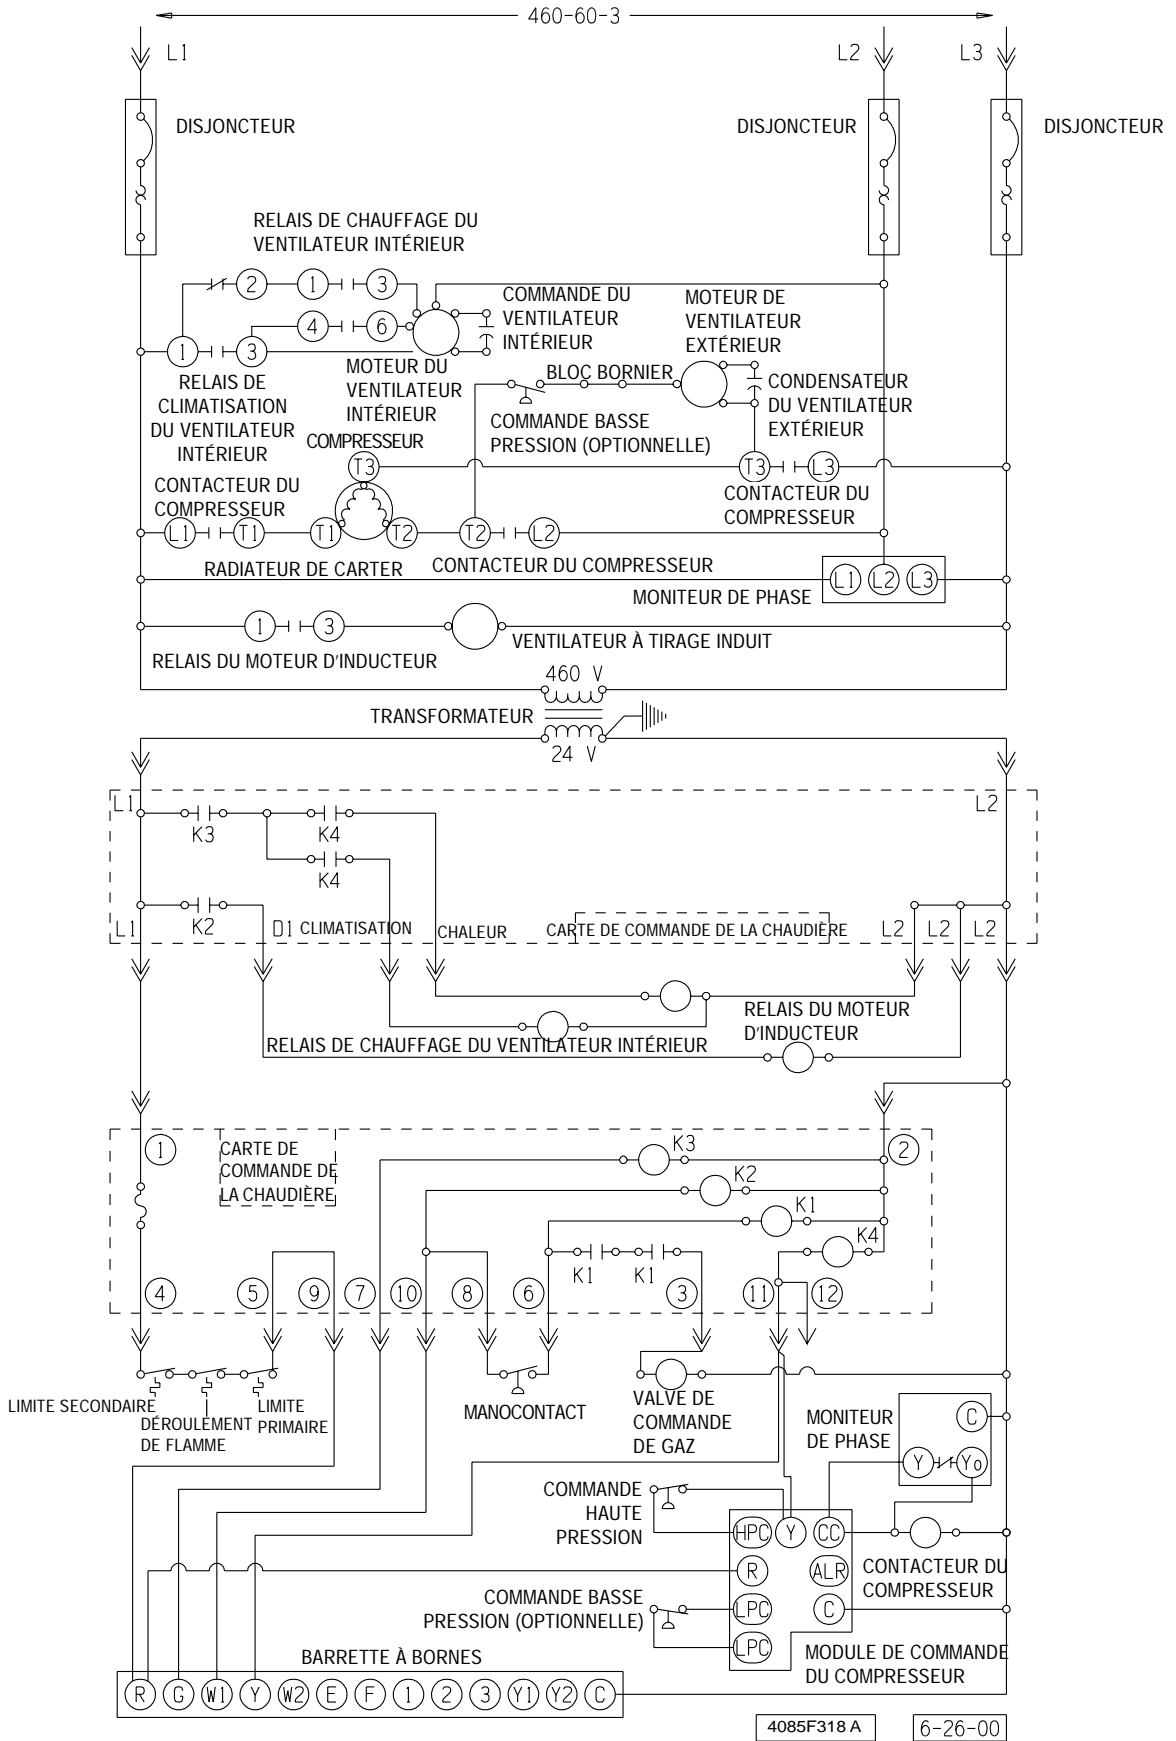 460-60-3
L1
L2
L3
DISJONCTEUR
DISJONCTEUR
DISJONCTEUR
RELAIS DE CHAUFFAGE DU
VENTILATEUR INTÉRIEUR
2
1
3
4
6
1
3
COMMANDE DU
VENTILATEUR
INTÉRIEUR
MOTEUR DE
VENTILATEUR
EXTÉRIEUR
RELAIS DE
CLIMATISATION
DU VENTILATEUR
INTÉRIEUR
MOTEUR DU
VENTILATEUR
INTÉRIEUR
BLOC BORNIER
CONDENSATEUR
DU VENTILATEUR
EXTÉRIEUR
COMMANDE BASSE
PRESSION (OPTIONNELLE)
COMPRESSEUR
T3
T3
L3
CONTACTEUR DU
COMPRESSEUR
CONTACTEUR DU
COMPRESSEUR
L1
T1
T1
T2
T2
L2
RADIATEUR DE CARTER
CONTACTEUR DU COMPRESSEUR
L1
L2
L3
MONITEUR DE PHASE
1
3
VENTILATEUR À TIRAGE INDUIT
RELAIS DU MOTEUR D'INDUCTEUR
460 V
TRANSFORMATEUR
24 V
L1
L2
K3
K4
K4
L1
K2
D1
CLIMATISATION
CHALEUR
CARTE DE COMMANDE DE LA CHAUDIÈRE
L2
L2
L2
RELAIS DU MOTEUR
D'INDUCTEUR
RELAIS DE CHAUFFAGE DU VENTILATEUR INTÉRIEUR
1
CARTE DE
COMMANDE DE
LA CHAUDIÈRE
K3
2
K2
K1
K4
K1
K1
4
5
9
7
10
8
6
3
11
12
LIMITE SECONDAIRE
DÉROULEMENT
DE FLAMME
LIMITE
PRIMAIRE
MANOCONTACT
VALVE DE
COMMANDE
DE GAZ
MONITEUR
DE PHASE
C
Y
Yo
COMMANDE
HAUTE
PRESSION
HPC
Y
CC
R
ALR
CONTACTEUR DU
COMPRESSEUR
COMMANDE BASSE
PRESSION (OPTIONNELLE)
LPC
C
LPC
MODULE DE COMMANDE
DU COMPRESSEUR
BARRETTE À BORNES
R G W1 Y W2 E F 1 2 3 Y1 Y2 C
4085F318 A
6-26-00